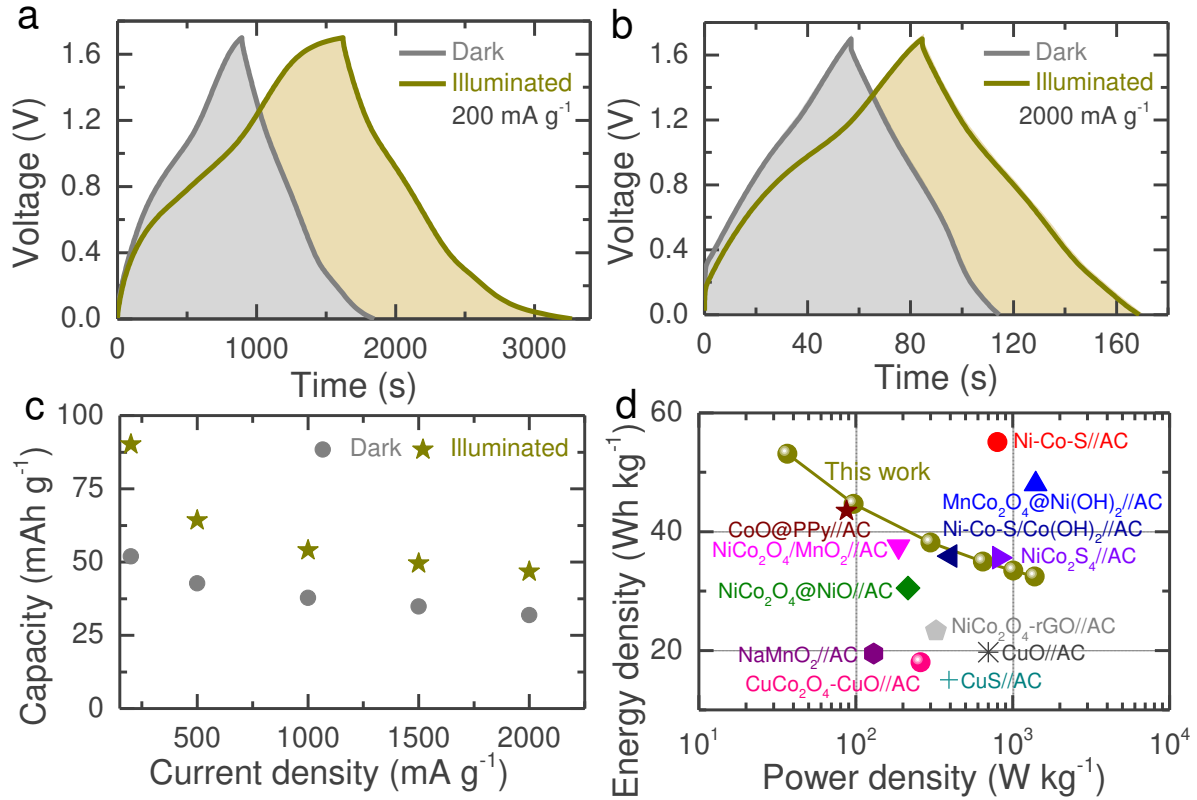 a
Dark
Illuminated
200 mA g⁻¹
Voltage (V)
1.6
1.2
0.8
0.4
0.0
0 1000 2000 3000
Time (s)
b
Dark
Illuminated
2000 mA g⁻¹
Voltage (V)
1.6
1.2
0.8
0.4
0.0
0 40 80 120 160
Time (s)
c
Dark Illuminated
Capacity (mAh g⁻¹)
100
75
50
25
0
500 1000 1500 2000
Current density (mA g⁻¹)
d
Energy density (Wh kg⁻¹)
60
40
20
Ni-Co-S//AC
This work
MnCo₂O₄@Ni(OH)₂//AC
CoO@PPy//AC
Ni-Co-S/Co(OH)₂//AC
NiCo₂O₄/MnO₂//AC
NiCo₂S₄//AC
NiCo₂O₄@NiO//AC
NiCo₂O₄-rGO//AC
NaMnO₂//AC
CuO//AC
CuCo₂O₄-CuO//AC
CuS//AC
10¹ 10² 10³ 10⁴
Power density (W kg⁻¹)